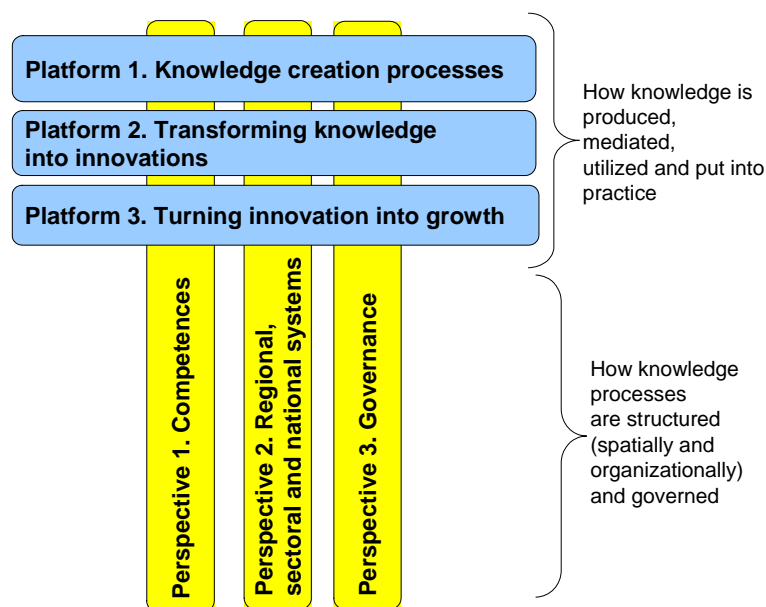 Platform 1. Knowledge creation processes
Platform 2. Transforming knowledge
into innovations
Platform 3. Turning innovation into growth
How knowledge is
produced,
mediated,
utilized and put into
practice
Perspective 1. Competences
Perspective 2. Regional,
sectoral and national systems
Perspective 3. Governance
How knowledge
processes
are structured
(spatially and
organizationally)
and governed